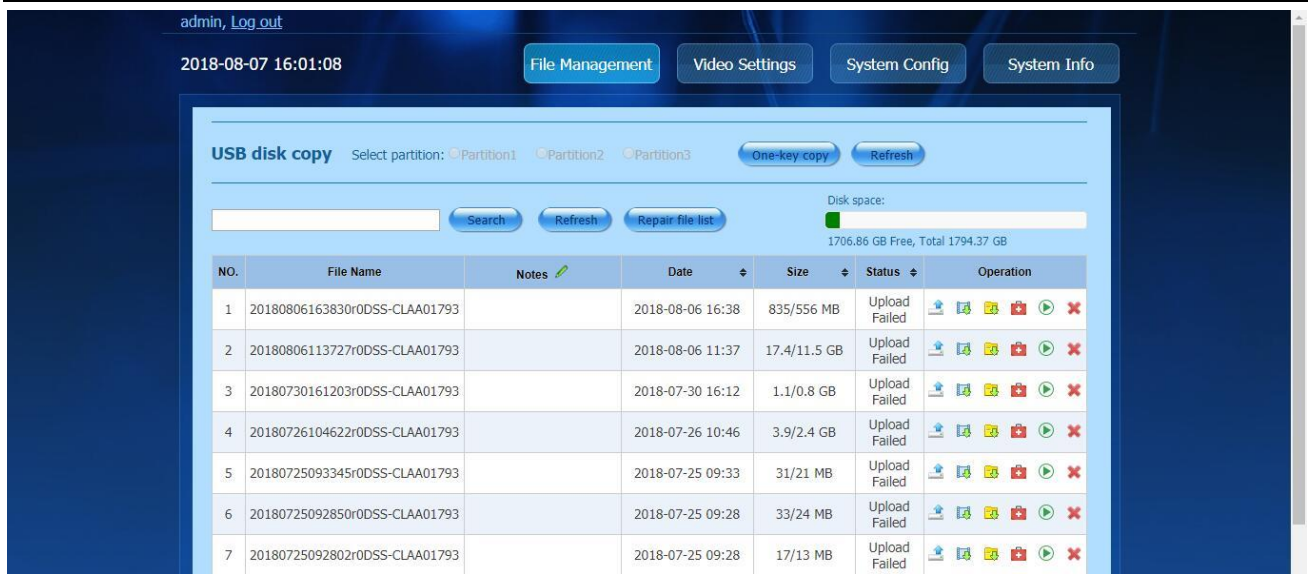 admin, Log out
2018-08-07 16:01:08 File Management Video Settings System Config System Info
USB disk copy Select partition: Partition1 Partition2 Partition3 One-key copy Refresh
Disk space:
Search Refresh Repair file list
1706.86 GB Free, Total 1794.37 GB
NO. File Name Notes Date Size Status Operation
1 20180806163830r0DSS-CLAA01793 2018-08-06 16:38 835/556 MB Upload Failed
2 20180806113727r0DSS-CLAA01793 2018-08-06 11:37 17.4/11.5 GB Upload Failed
3 20180730161203r0DSS-CLAA01793 2018-07-30 16:12 1.1/0.8 GB Upload Failed
4 20180726104622r0DSS-CLAA01793 2018-07-26 10:46 3.9/2.4 GB Upload Failed
5 20180725093345r0DSS-CLAA01793 2018-07-25 09:33 31/21 MB Upload Failed
6 20180725092850r0DSS-CLAA01793 2018-07-25 09:28 33/24 MB Upload Failed
7 20180725092802r0DSS-CLAA01793 2018-07-25 09:28 17/13 MB Upload Failed